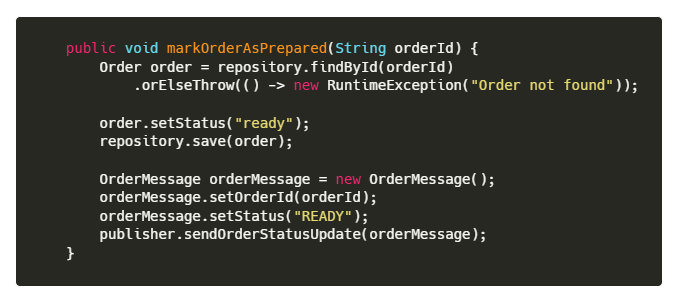 public void markOrderAsPrepared(String orderId) {
    Order order = repository.findById(orderId)
        .orElseThrow(() -> new RuntimeException("Order not found"));

    order.setStatus("ready");
    repository.save(order);

    OrderMessage orderMessage = new OrderMessage();
    orderMessage.setOrderId(orderId);
    orderMessage.setStatus("READY");
    publisher.sendOrderStatusUpdate(orderMessage);
}